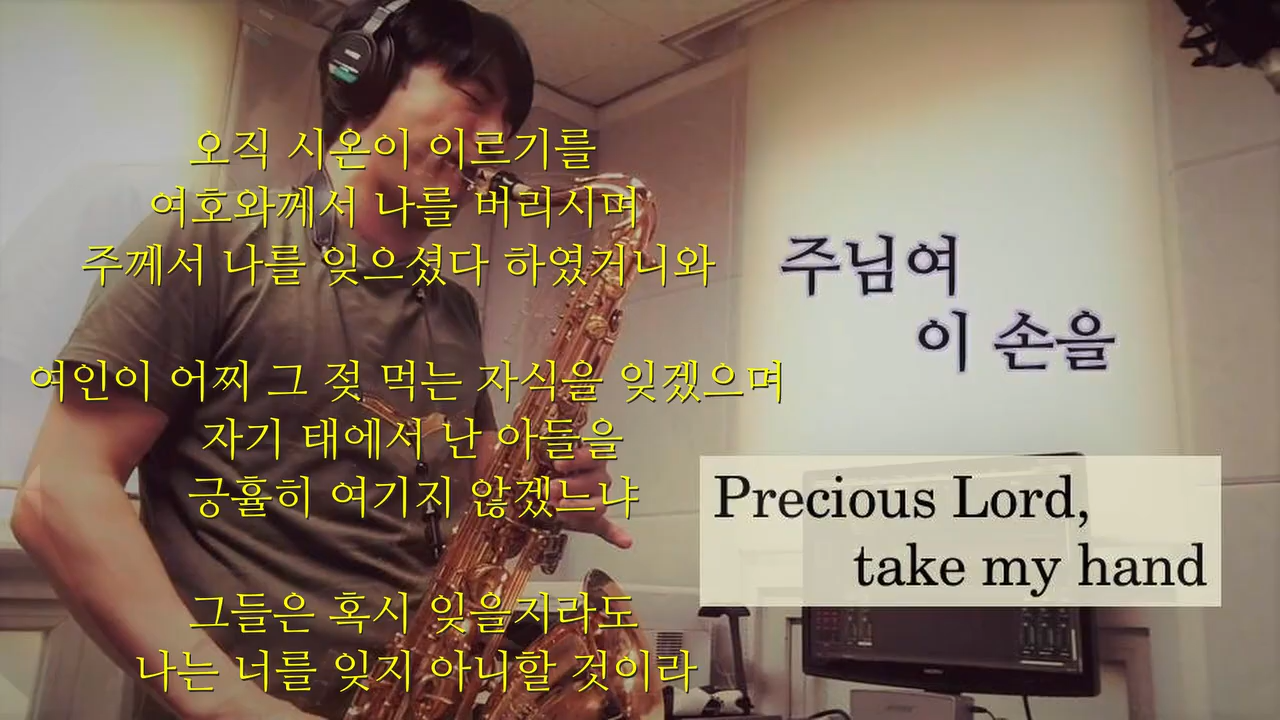 오직 시온이 이르기를
여호와께서 나를 버리시며
주께서 나를 잊으셨다 하였거니와
여인이 어찌 그 젖 먹는 자식을 잊겠으며
자기 태에서 난 아들을
긍휼히 여기지 않겠느냐
그들은 혹시 잊을지라도
나는 너를 잊지 아니할 것이라
주님여
이 손을
Precious Lord,
take my hand